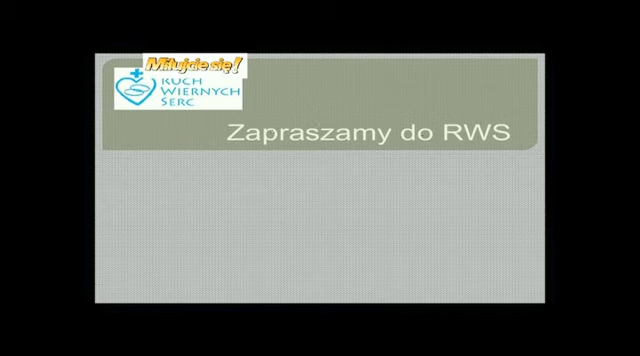 Miłujcie się!
RUCH
WIERNYCH
SERC
Zapraszamy do RWS